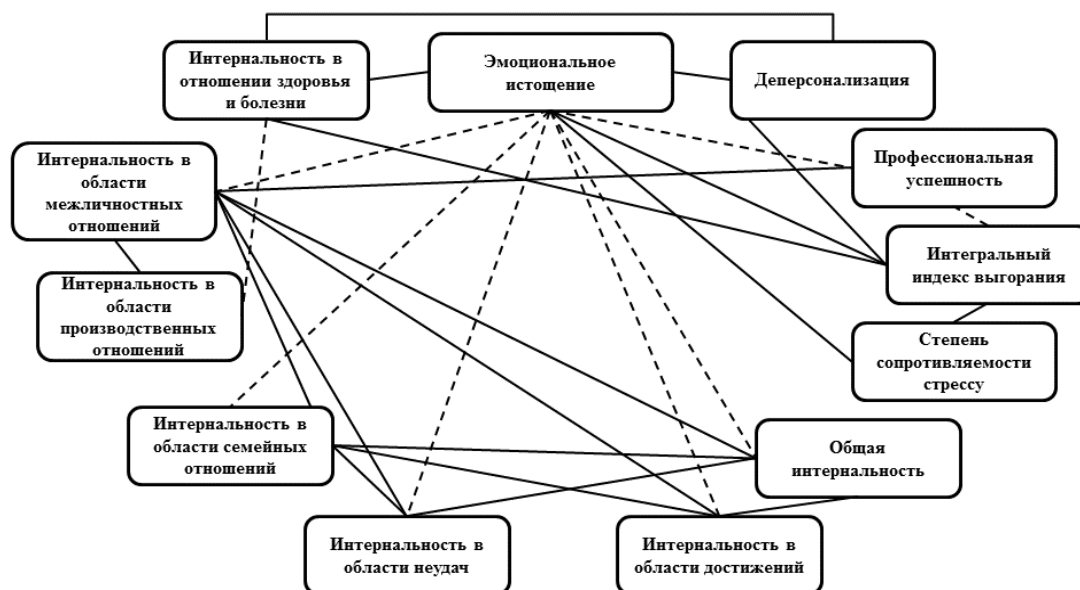 Интернальность в
отношении здоровья
и болезни
Эмоциональное
истощение
Деперсонализация
Интернальность в
области
межличностных
отношений
Профессиональная
успешность
Интегральный
индекс выгорания
Интернальность в
области
производственных
отношений
Степень
сопротивляемости
стрессу
Интернальность в
области семейных
отношений
Общая
интернальность
Интернальность в
области неудач
Интернальность в
области достижений